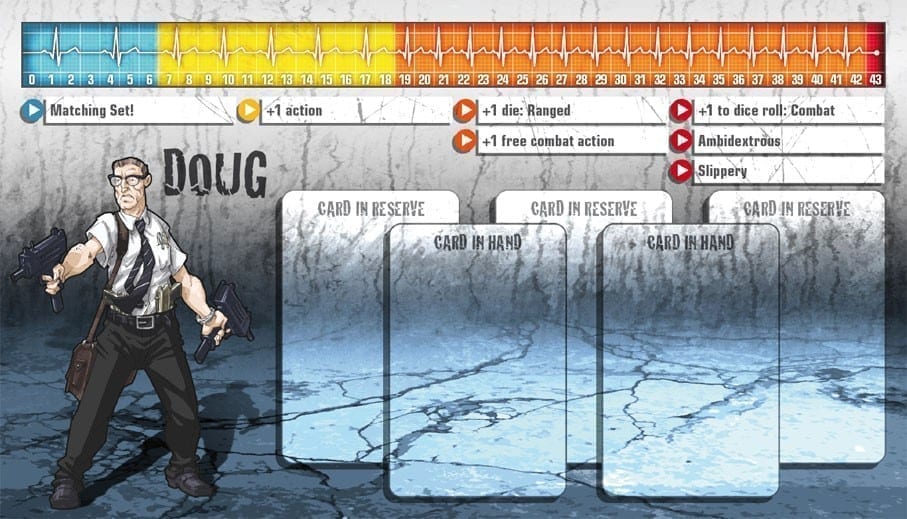 0 1 2 3 4 5 6 7 8 9 10 11 12 13 14 15 16 17 18 19 20 21 22 23 24 25 26 27 28 29 30 31 32 33 34 35 36 37 38 39 40 41 42 43
Matching Set! +1 action +1 die: Ranged +1 to dice roll: Combat
+1 free combat action Ambidextrous
Slippery
DOUG
CARD IN RESERVE CARD IN RESERVE CARD IN RESERVE
CARD IN HAND CARD IN HAND